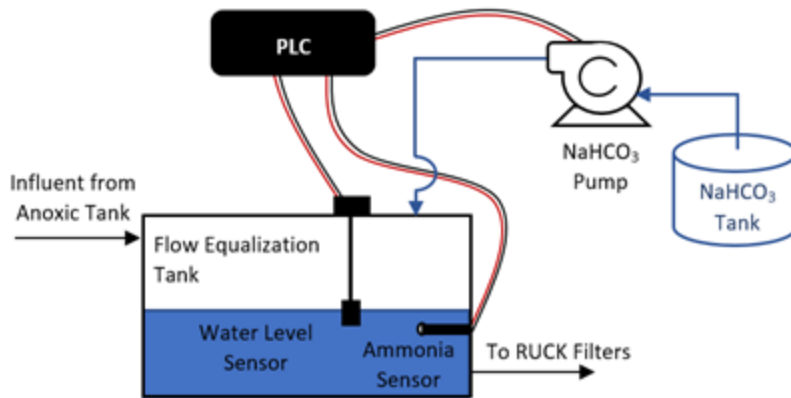 PLC
NaHCO₃
Pump
NaHCO₃
Tank
Influent from
Anoxic Tank
Flow Equalization
Tank
Water Level
Sensor
Ammonia
Sensor
To RUCK Filters